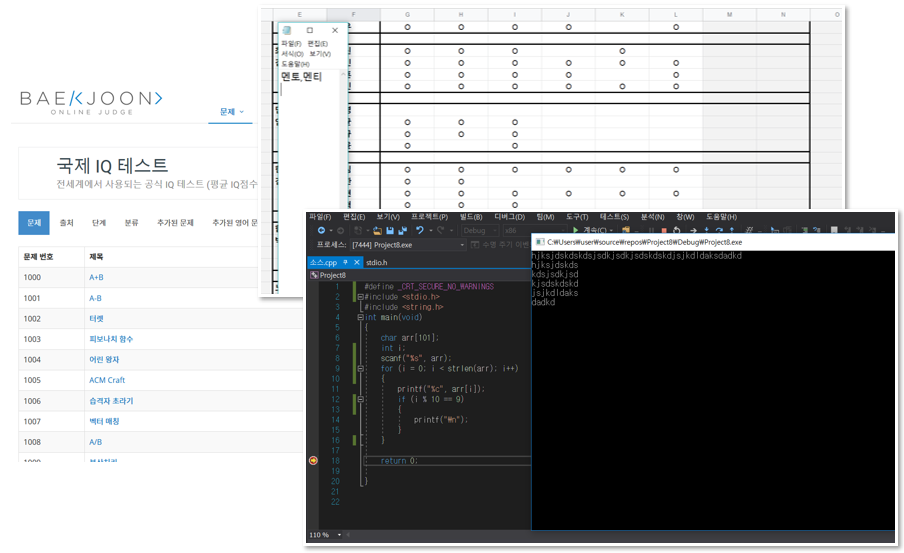 BAEKJOON>
ONLINE JUDGE
문제
국제 IQ 테스트
전세계에서 사용되는 공식 IQ 테스트 (평균 IQ점수
문제 출처 단계 분류 추가된 문제 추가된 영어 문
문제 번호 제목
1000 A+B
1001 A-B
1002 터렛
1003 피보나치 함수
1004 어린 왕자
1005 ACM Craft
1006 습격자 초라기
1007 벡터 매칭
1008 A/B
E F G H I J K L M N O
파일(F) 편집(E)
서식(O) 보기(V)
도움말(H)
멘토,멘티
파일(F) 편집(E) 보기(V) 프로젝트(P) 빌드(B) 디버그(D) 팀(M) 도구(T) 테스트(S) 분석(N) 창(W) 도움말(H)
Debug x86 계속(C)
프로세스: [7444] Project8.exe 수명 주기 이벤
소스.cpp stdio.h
Project8
1 #define _CRT_SECURE_NO_WARNINGS
2 #include <stdio.h>
3 #include <string.h>
4 int main(void)
5 {
6 char arr[101];
7 int i;
8 scanf("%s", arr);
9 for (i = 0; i < strlen(arr); i++)
10 {
11 printf("%c", arr[i]);
12 if (i % 10 == 9)
13 {
14 printf("₩n");
15 }
16 }
17
18 return 0;
19
20 }
21
22
110 %
C:₩Users₩user₩source₩repos₩Project8₩Debug₩Project8.exe
hjksjdskdskdsjsdkjsdkjsdskdskdjsjkdldaksdadkd
hjksjdskds
kdsjsdkjsd
kjsdskdskd
jsjkdldaks
dadkd